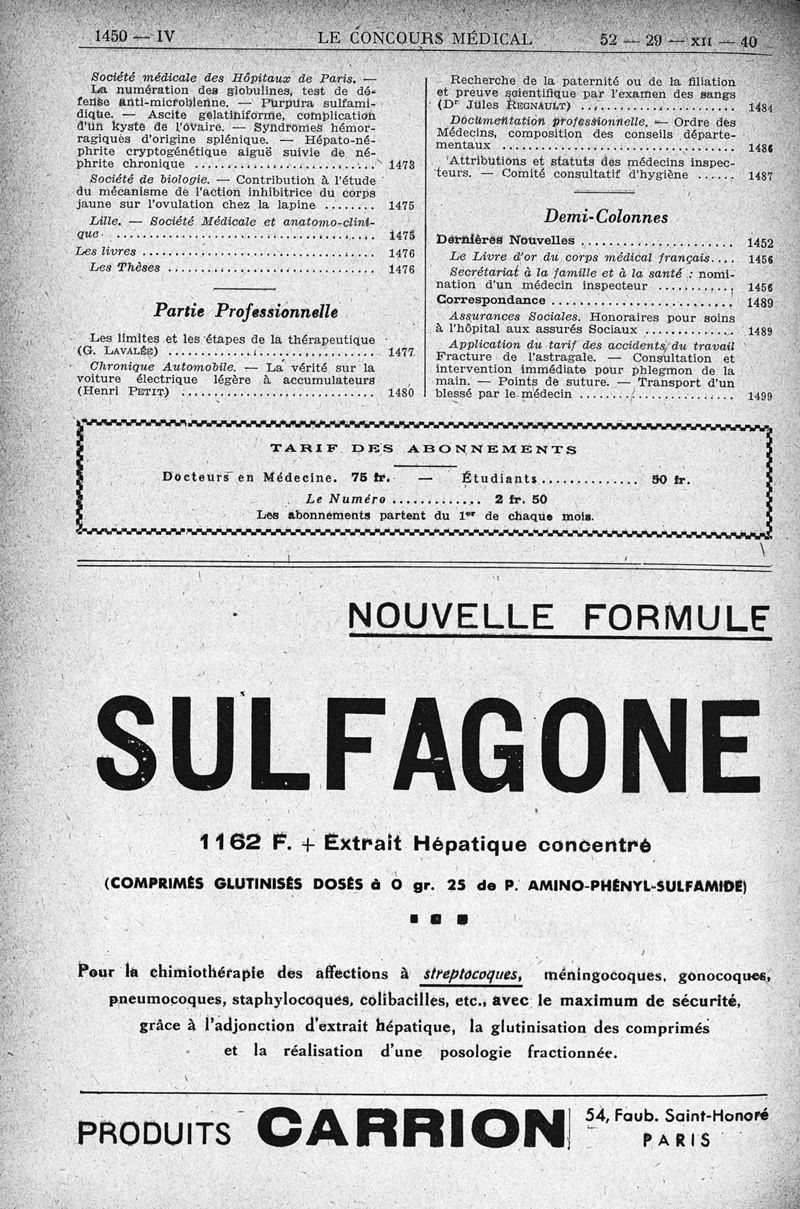 1450 — IV LE CONCOURS MÉDICAL 52 — 29 — XII — 40
Société médicale des Hôpitaux de Paris. —
La numération des globulines, test de dé-
fense anti-microbienne. — Purpura sulfami-
dique. — Ascite gélatiniforme, complication
d'un kyste de l'ovaire. — Syndromes hémor-
ragiques d'origine splénique. — Hépato-né-
phrite cryptogénétique aiguë suivie de né-
phrite chronique .......................... 1473
Société de biologie. — Contribution à l'étude
du mécanisme de l'action inhibitrice du corps
jaune sur l'ovulation chez la lapine ........ 1475
Lille. — Société Médicale et anatomo-clini-
que .................................... 1475
Les livres ................................ 1476
Les Thèses ............................. 1476
Partie Professionnelle
Les limites et les étapes de la thérapeutique
(G. LAVALÉE) ............................. 1477
Chronique Automobile. — La vérité sur la
voiture électrique légère à accumulateurs
(Henri PETIT) ............................ 1480
Recherche de la paternité ou de la filiation
et preuve scientifique par l'examen des sangs
(Dr Jules REGNAULT) ...................... 1484
Documentation professionnelle. — Ordre des
Médecins, composition des conseils départe-
mentaux .................................. 1486
Attributions et statuts des médecins inspec-
teurs. — Comité consultatif d'hygiène ...... 1487
Demi-Colonnes
Dernières Nouvelles ...................... 1452
Le Livre d'or du corps médical français.... 1456
Secrétariat à la famille et à la santé : nomi-
nation d'un médecin inspecteur ........... 1456
Correspondance .......................... 1489
Assurances Sociales. Honoraires pour soins
à l'hôpital aux assurés Sociaux ............. 1489
Application du tarif des accidents du travail
Fracture de l'astragale. — Consultation et
intervention immédiate pour phlegmon de la
main. — Points de suture. — Transport d'un
blessé par le médecin ...................... 1499
TARIF DES ABONNEMENTS
Docteurs en Médecine. 75 fr. — Étudiants............. 50 fr.
Le Numéro ............. 2 fr. 50
Les abonnements partent du 1er de chaque mois.
NOUVELLE FORMULE
SULFAGONE
1162 F. + Extrait Hépatique concentré
(COMPRIMÉS GLUTINISÉS DOSÉS à 0 gr. 25 de P. AMINO-PHÉNYL-SULFAMIDE)
Pour la chimiothérapie des affections à streptocoques, méningocoques, gonocoques,
pneumocoques, staphylocoques, colibacilles, etc., avec le maximum de sécurité,
grâce à l'adjonction d'extrait hépatique, la glutinisation des comprimés
et la réalisation d'une posologie fractionnée.
PRODUITS CARRION 54, Faub. Saint-Honoré
PARIS